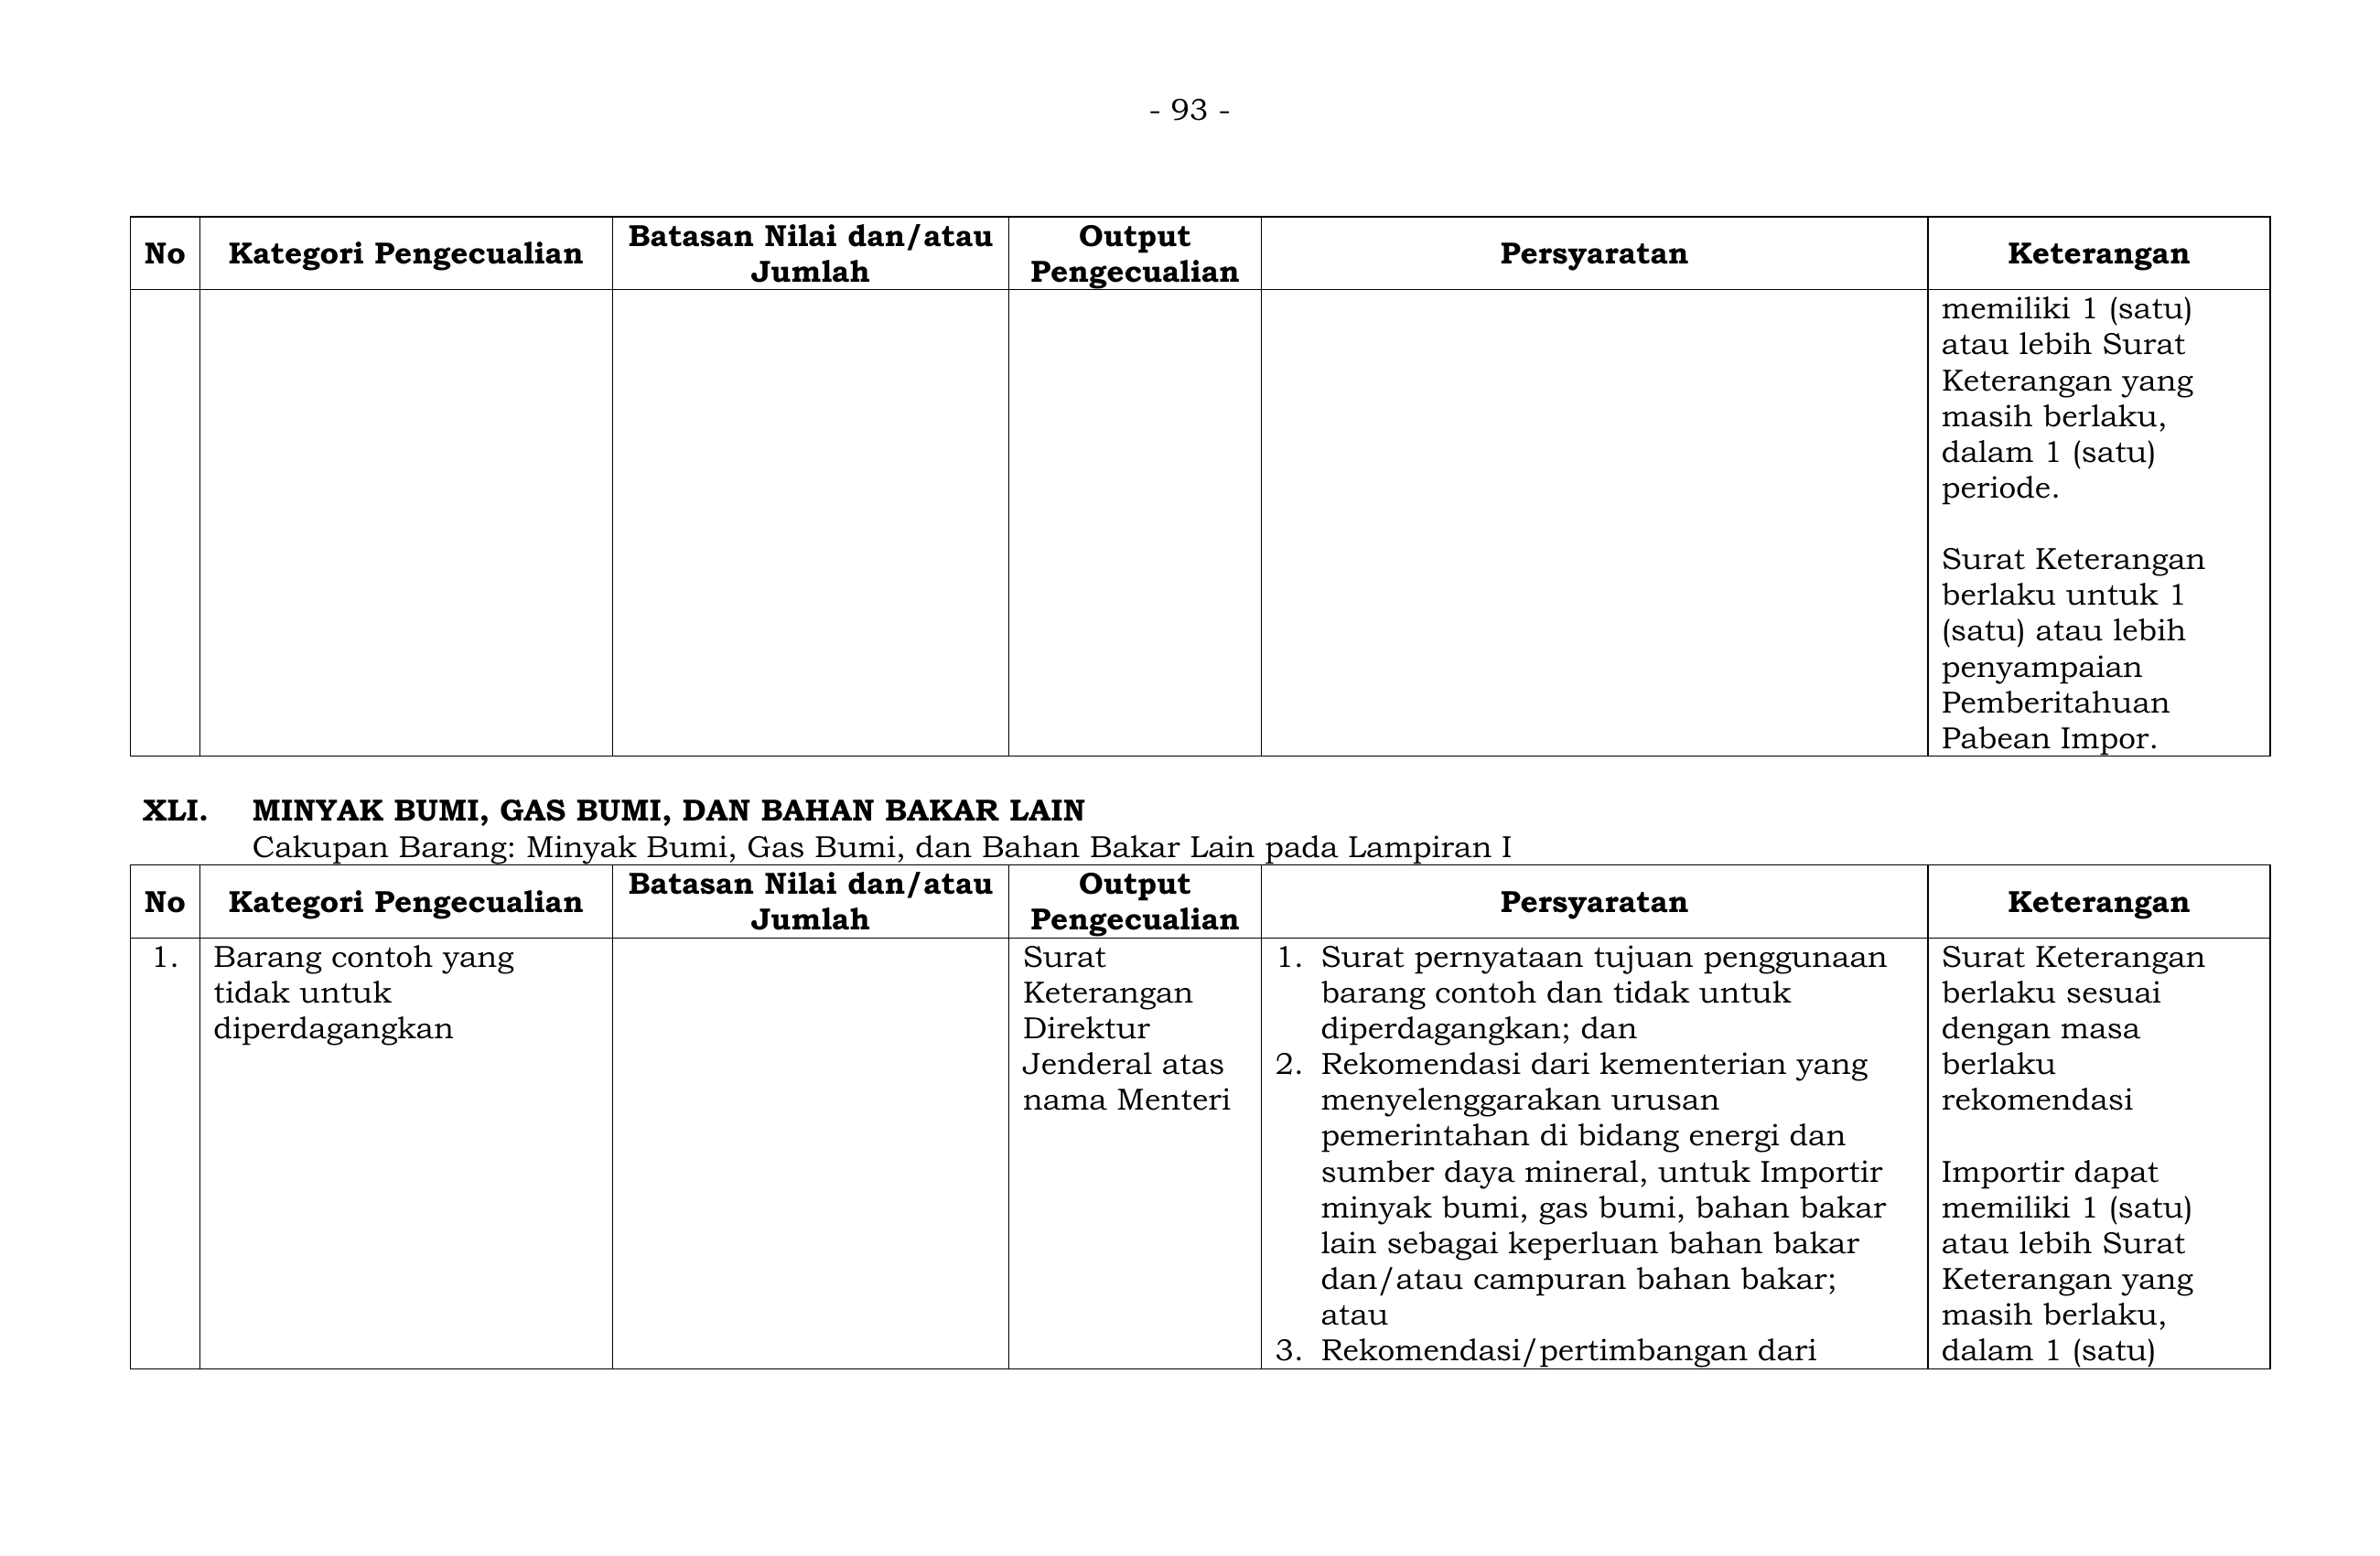 - 93 -
No
Kategori Pengecualian
Batasan Nilai dan/atau
Jumlah
Output
Pengecualian
Persyaratan
Keterangan
memiliki 1 (satu)
atau lebih Surat
Keterangan yang
masih berlaku,
dalam 1 (satu)
periode.
Surat Keterangan
berlaku untuk 1
(satu) atau lebih
penyampaian
Pemberitahuan
Pabean Impor.
XLI. MINYAK BUMI, GAS BUMI, DAN BAHAN BAKAR LAIN
Cakupan Barang: Minyak Bumi, Gas Bumi, dan Bahan Bakar Lain pada Lampiran I
No
Kategori Pengecualian
Batasan Nilai dan/atau
Jumlah
Output
Pengecualian
Persyaratan
Keterangan
1.
Barang contoh yang
tidak untuk
diperdagangkan
Surat
Keterangan
Direktur
Jenderal atas
nama Menteri
1. Surat pernyataan tujuan penggunaan
barang contoh dan tidak untuk
diperdagangkan; dan
2. Rekomendasi dari kementerian yang
menyelenggarakan urusan
pemerintahan di bidang energi dan
sumber daya mineral, untuk Importir
minyak bumi, gas bumi, bahan bakar
lain sebagai keperluan bahan bakar
dan/atau campuran bahan bakar;
atau
3. Rekomendasi/pertimbangan dari
Surat Keterangan
berlaku sesuai
dengan masa
berlaku
rekomendasi
Importir dapat
memiliki 1 (satu)
atau lebih Surat
Keterangan yang
masih berlaku,
dalam 1 (satu)